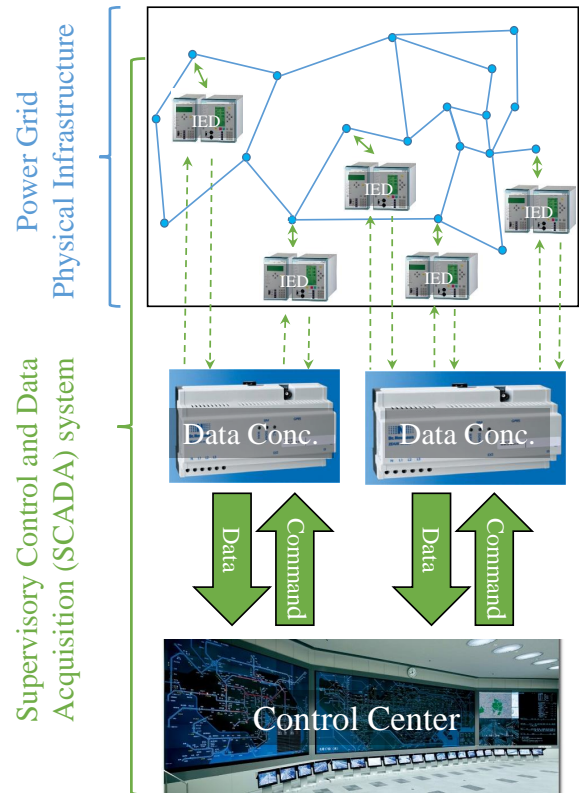 Power Grid
Physical Infrastructure
Supervisory Control and Data
Acquisition (SCADA) system
IED
IED
IED
IED
IED
Data Conc.
Data Conc.
Data
Command
Data
Command
Control Center